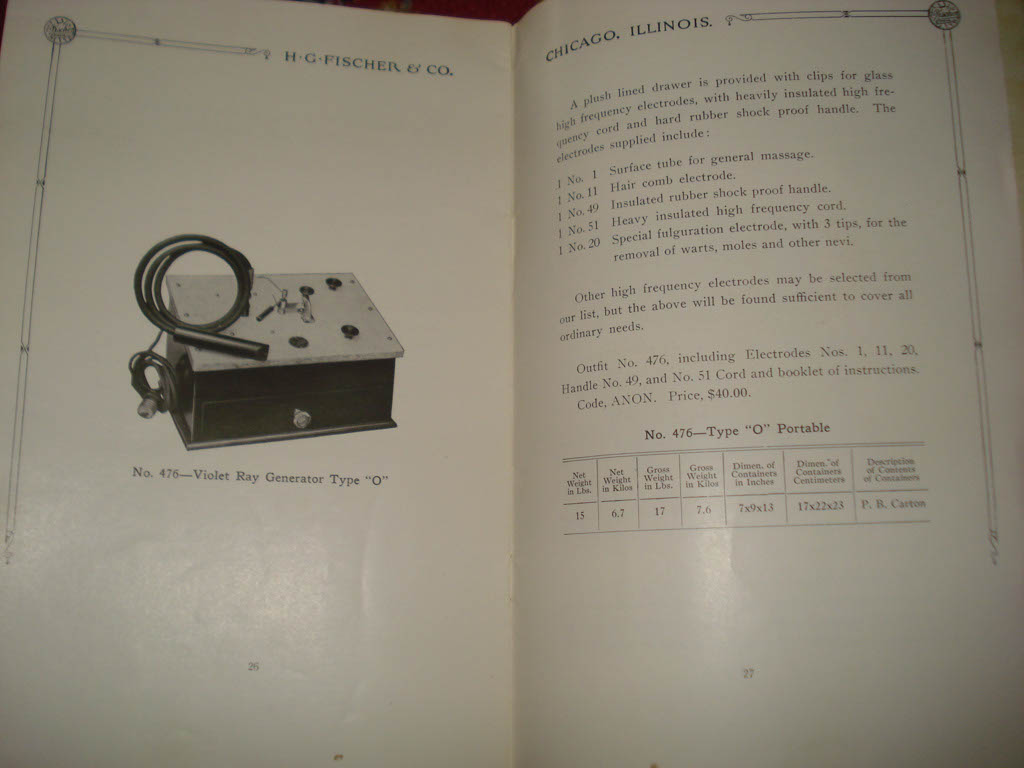 H·G·FISCHER & CO.
No. 476—Violet Ray Generator Type "O"
26
CHICAGO, ILLINOIS.
A plush lined drawer is provided with clips for glass
high frequency electrodes, with heavily insulated high fre-
quency cord and hard rubber shock proof handle. The
electrodes supplied include:
1 No. 1 Surface tube for general massage.
1 No. 11 Hair comb electrode.
1 No. 49 Insulated rubber shock proof handle.
1 No. 51 Heavy insulated high frequency cord.
1 No. 20 Special fulguration electrode, with 3 tips, for the
removal of warts, moles and other nevi.
Other high frequency electrodes may be selected from
our list, but the above will be found sufficient to cover all
ordinary needs.
Outfit No. 476, including Electrodes Nos. 1, 11, 20,
Handle No. 49, and No. 51 Cord and booklet of instructions.
Code, ANON. Price, $40.00.
No. 476—Type "O" Portable
Net Weight in Lbs. Net Weight in Kilos Gross Weight in Lbs. Gross Weight in Kilos Dimen. of Containers in Inches Dimen. of Containers Centimeters Description of Contents of Containers
15 6.7 17 7.6 7x9x13 17x22x23 P. B. Carton
27